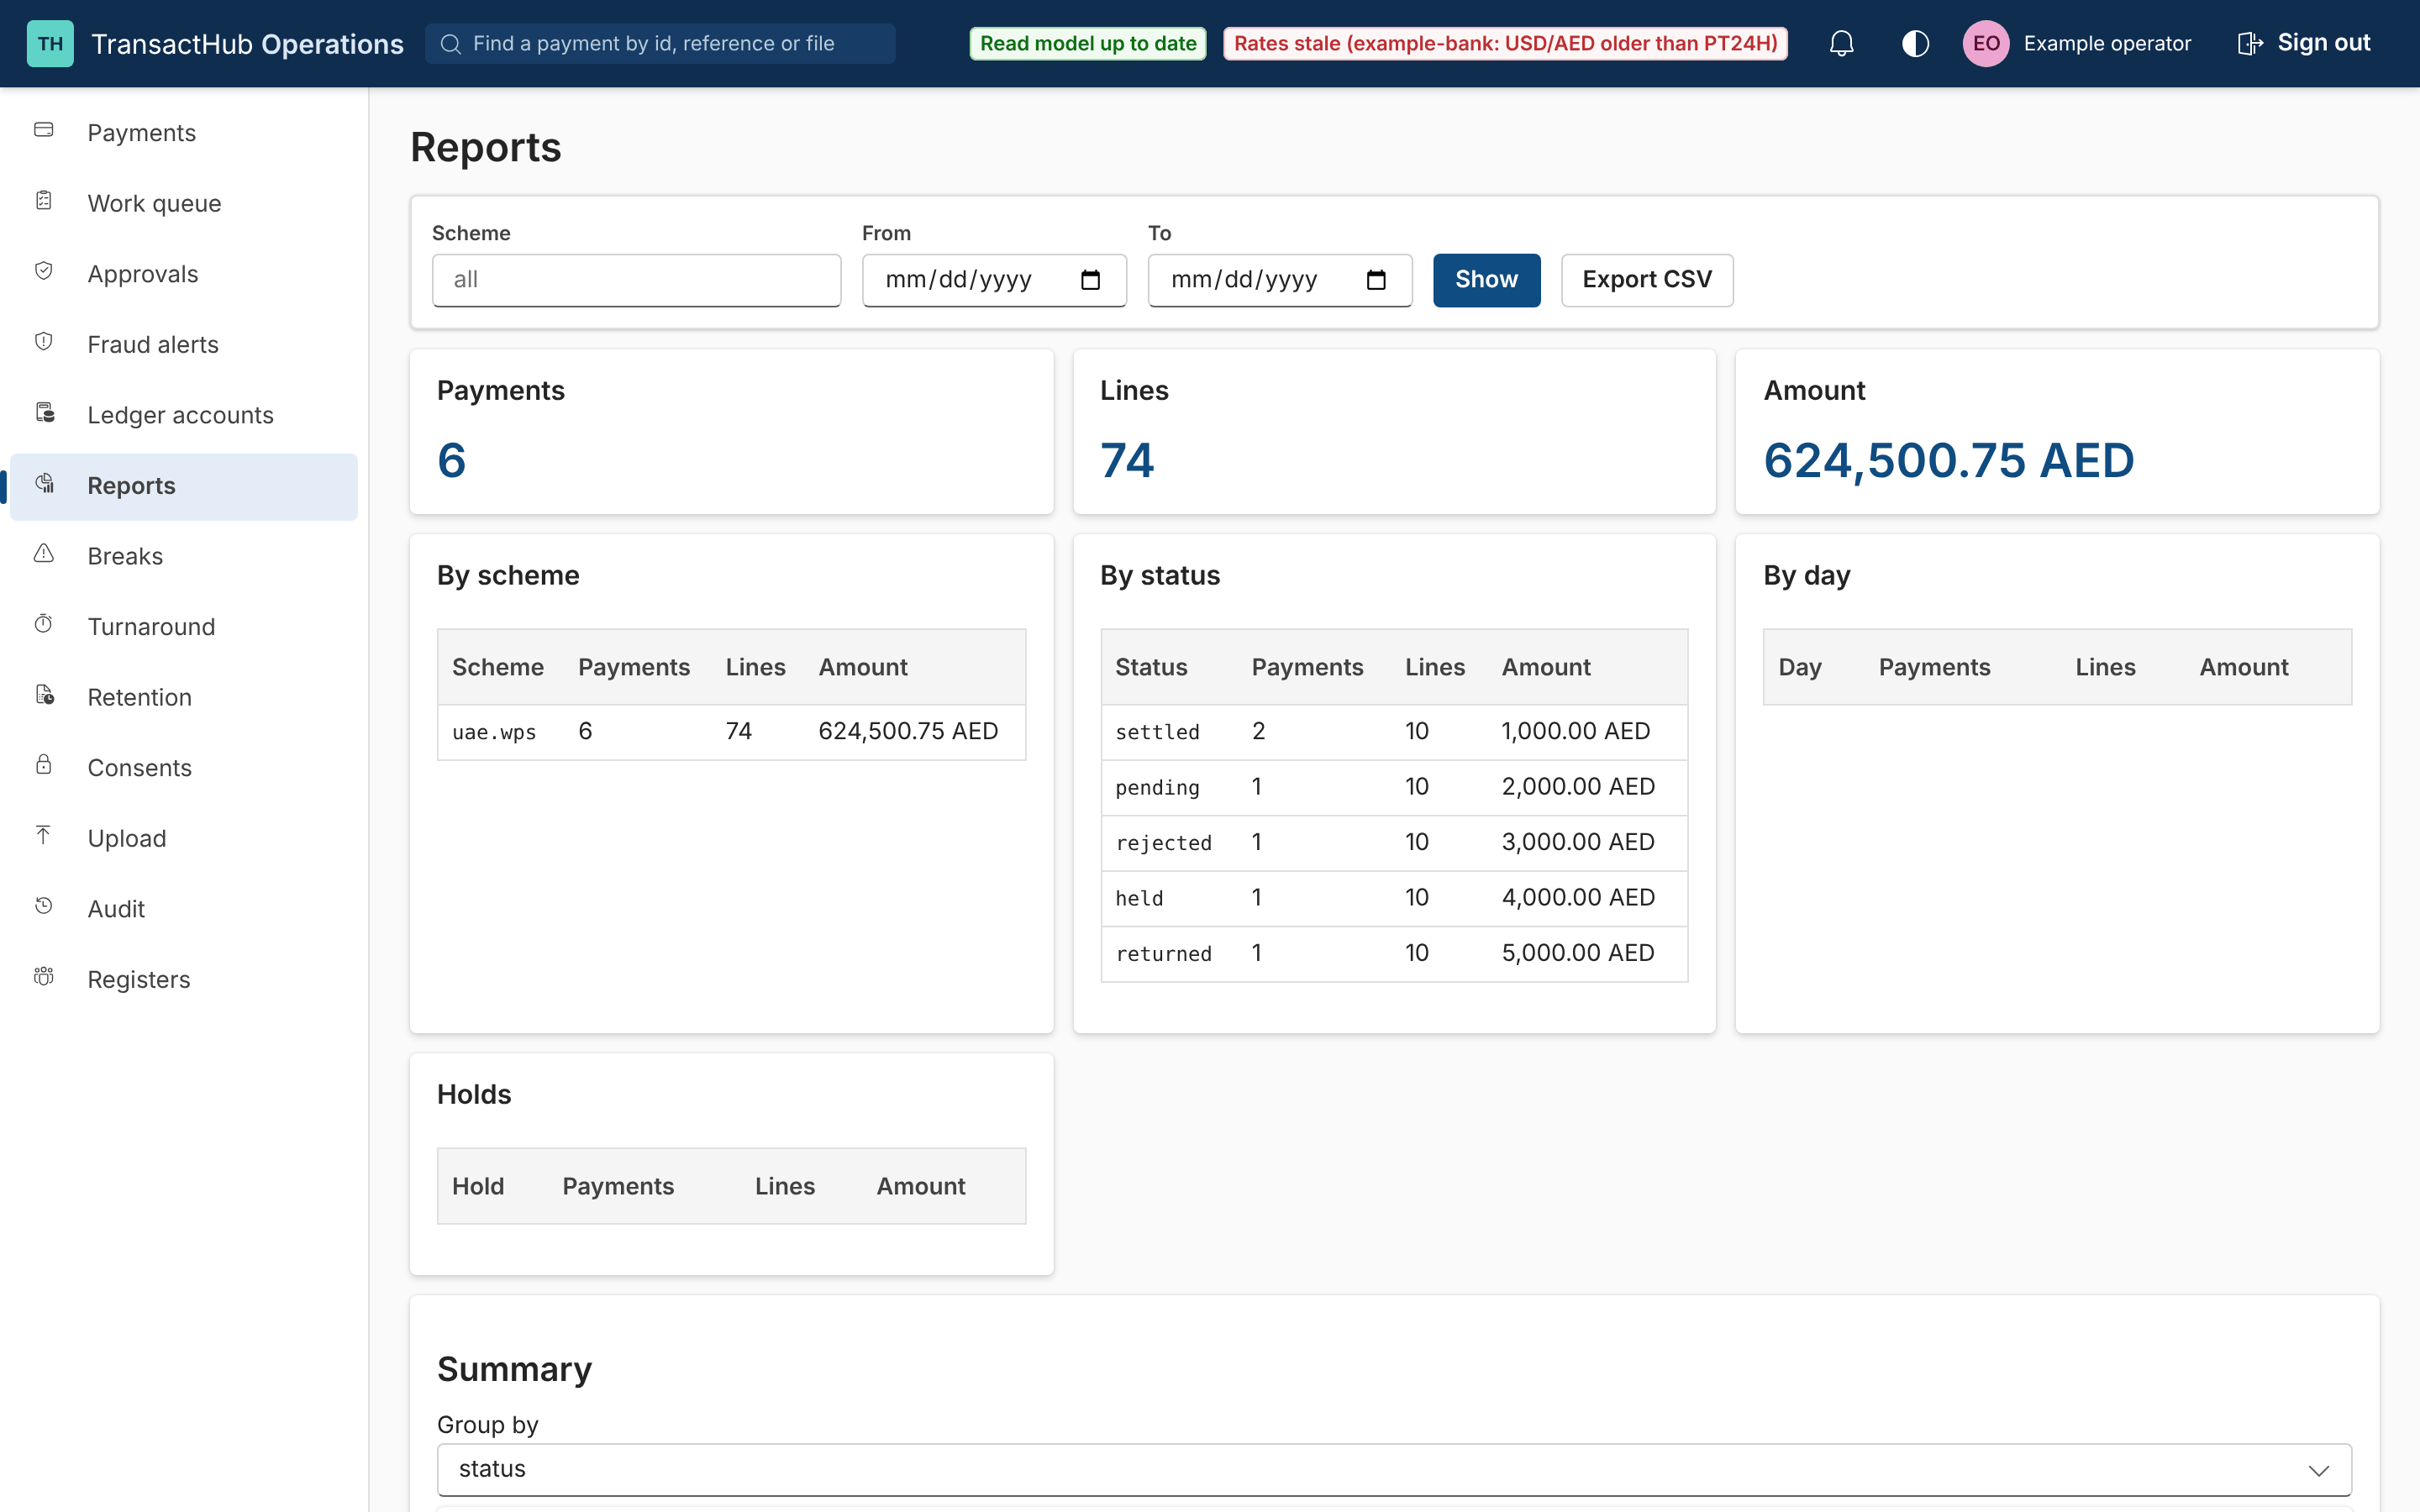 TH TransactHub Operations Find a payment by id, reference or file Read model up to date Rates stale (example-bank: USD/AED older than PT24H) EO Example operator Sign out
Payments
Work queue
Approvals
Fraud alerts
Ledger accounts
Reports
Breaks
Turnaround
Retention
Consents
Upload
Audit
Registers
Reports
Scheme From To
all mm/dd/yyyy mm/dd/yyyy Show Export CSV
Payments
6
Lines
74
Amount
624,500.75 AED
By scheme
Scheme Payments Lines Amount
uae.wps 6 74 624,500.75 AED
By status
Status Payments Lines Amount
settled 2 10 1,000.00 AED
pending 1 10 2,000.00 AED
rejected 1 10 3,000.00 AED
held 1 10 4,000.00 AED
returned 1 10 5,000.00 AED
By day
Day Payments Lines Amount
Holds
Hold Payments Lines Amount
Summary
Group by
status